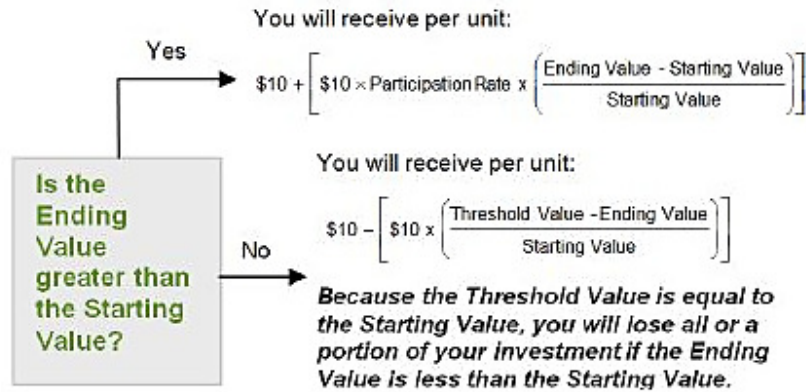 You will receive per unit:
Yes
$10 + [ $10 × Participation Rate x ( Ending Value - Starting Value / Starting Value ) ]
You will receive per unit:
Is the
Ending
Value
greater than
the Starting
Value?
No
$10 – [ $10 x ( Threshold Value - Ending Value / Starting Value ) ]
Because the Threshold Value is equal to
the Starting Value, you will lose all or a
portion of your investment if the Ending
Value is less than the Starting Value.